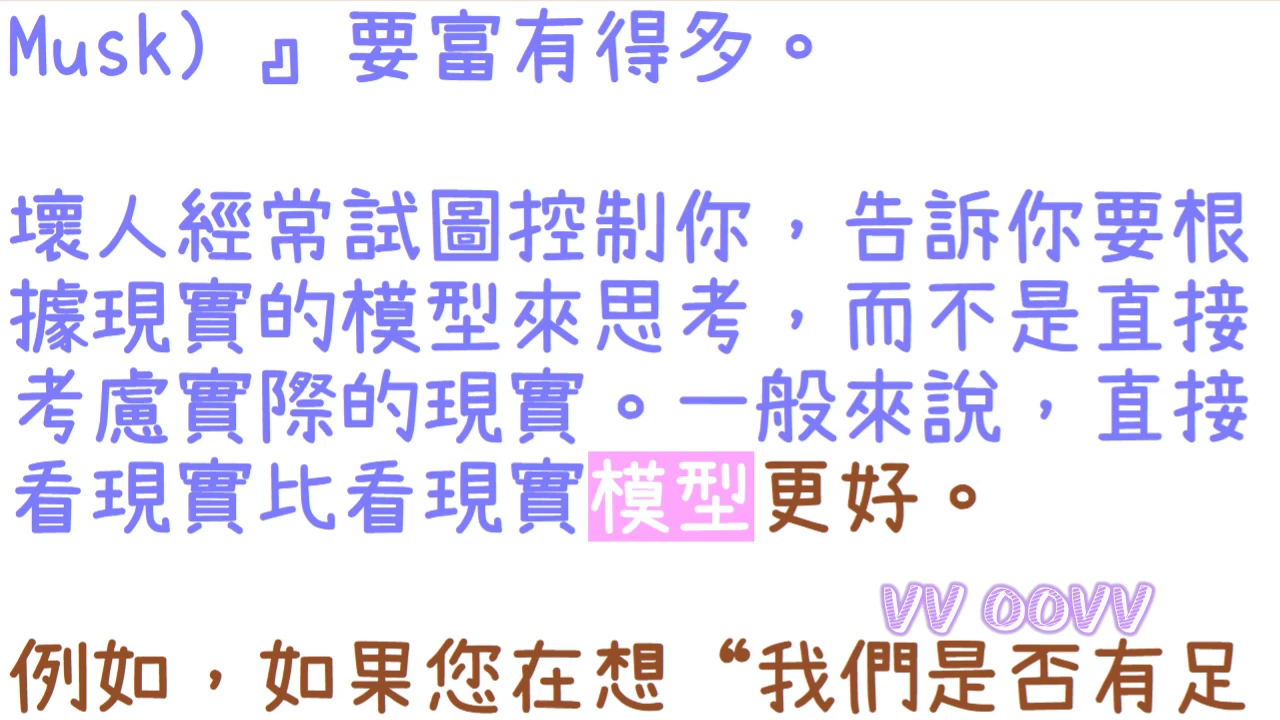 Musk）』要富有得多。
壞人經常試圖控制你，告訴你要根
據現實的模型來思考，而不是直接
考慮實際的現實。一般來說，直接
看現實比看現實模型更好。
VV OOVV
例如，如果您在想“我們是否有足